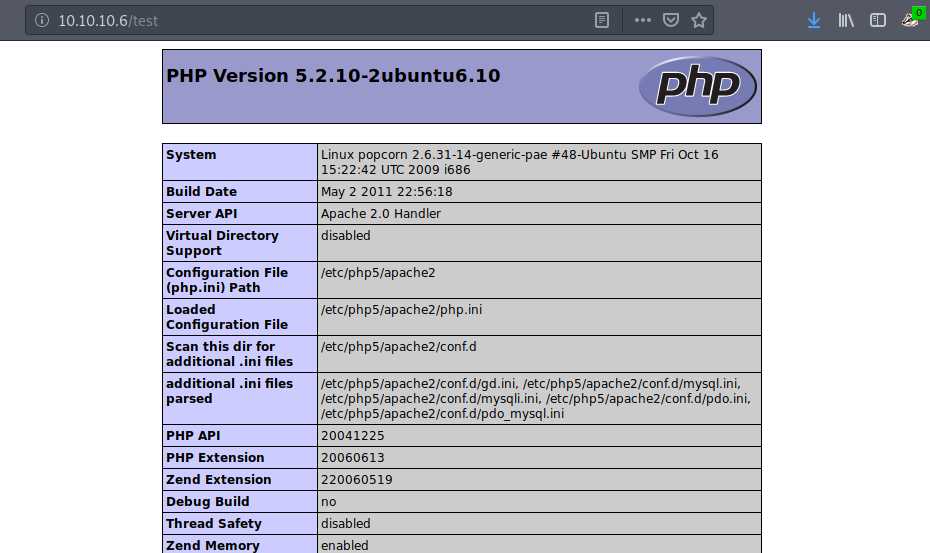 10.10.10.6/test
0
PHP Version 5.2.10-2ubuntu6.10
php
System Linux popcorn 2.6.31-14-generic-pae #48-Ubuntu SMP Fri Oct 16
15:22:42 UTC 2009 i686
Build Date May 2 2011 22:56:18
Server API Apache 2.0 Handler
Virtual Directory disabled
Support
Configuration File /etc/php5/apache2
(php.ini) Path
Loaded /etc/php5/apache2/php.ini
Configuration File
Scan this dir for /etc/php5/apache2/conf.d
additional .ini files
additional .ini files /etc/php5/apache2/conf.d/gd.ini, /etc/php5/apache2/conf.d/mysql.ini,
parsed /etc/php5/apache2/conf.d/mysqli.ini, /etc/php5/apache2/conf.d/pdo.ini,
/etc/php5/apache2/conf.d/pdo_mysql.ini
PHP API 20041225
PHP Extension 20060613
Zend Extension 220060519
Debug Build no
Thread Safety disabled
Zend Memory enabled